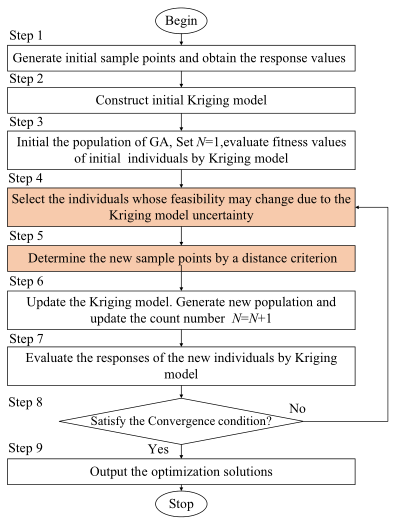 Begin
Step 1
Generate initial sample points and obtain the response values
Step 2
Construct initial Kriging model
Step 3
Initial the population of GA, Set N=1,evaluate fitness values
of initial individuals by Kriging model
Step 4
Select the individuals whose feasibility may change due to the
Kriging model uncertainty
Step 5
Determine the new sample points by a distance criterion
Step 6
Update the Kriging model. Generate new population and
update the count number N=N+1
Step 7
Evaluate the responses of the new individuals by Kriging
model
Step 8
No
Satisfy the Convergence condition?
Yes
Step 9
Output the optimization solutions
Stop